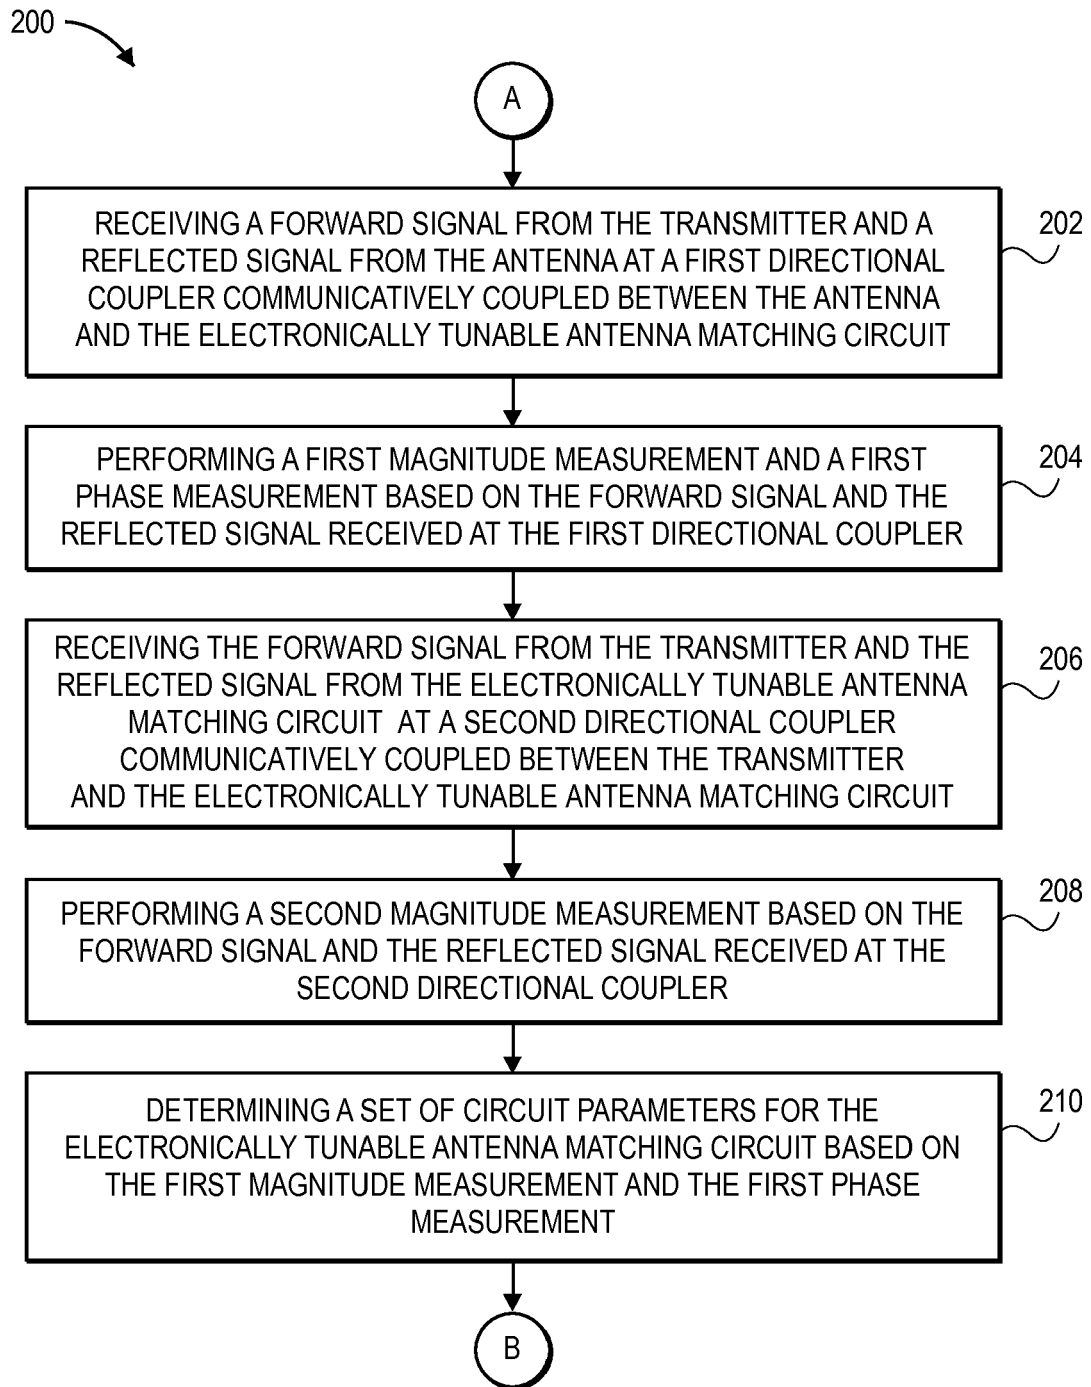 200
A
RECEIVING A FORWARD SIGNAL FROM THE TRANSMITTER AND A
REFLECTED SIGNAL FROM THE ANTENNA AT A FIRST DIRECTIONAL
COUPLER COMMUNICATIVELY COUPLED BETWEEN THE ANTENNA
AND THE ELECTRONICALLY TUNABLE ANTENNA MATCHING CIRCUIT
202
PERFORMING A FIRST MAGNITUDE MEASUREMENT AND A FIRST
PHASE MEASUREMENT BASED ON THE FORWARD SIGNAL AND THE
REFLECTED SIGNAL RECEIVED AT THE FIRST DIRECTIONAL COUPLER
204
RECEIVING THE FORWARD SIGNAL FROM THE TRANSMITTER AND THE
REFLECTED SIGNAL FROM THE ELECTRONICALLY TUNABLE ANTENNA
MATCHING CIRCUIT AT A SECOND DIRECTIONAL COUPLER
COMMUNICATIVELY COUPLED BETWEEN THE TRANSMITTER
AND THE ELECTRONICALLY TUNABLE ANTENNA MATCHING CIRCUIT
206
PERFORMING A SECOND MAGNITUDE MEASUREMENT BASED ON THE
FORWARD SIGNAL AND THE REFLECTED SIGNAL RECEIVED AT THE
SECOND DIRECTIONAL COUPLER
208
DETERMINING A SET OF CIRCUIT PARAMETERS FOR THE
ELECTRONICALLY TUNABLE ANTENNA MATCHING CIRCUIT BASED ON
THE FIRST MAGNITUDE MEASUREMENT AND THE FIRST PHASE
MEASUREMENT
210
B